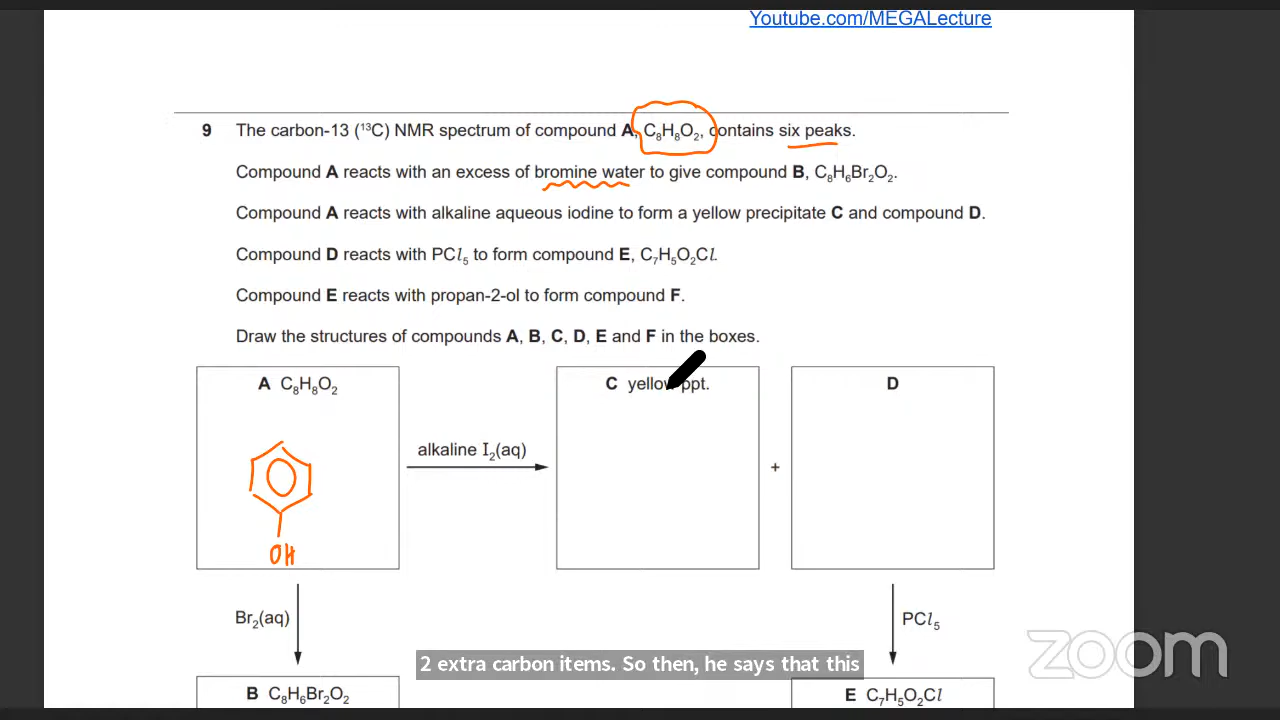 Youtube.com/MEGALecture
9 The carbon-13 (¹³C) NMR spectrum of compound A, C₈H₈O₂, contains six peaks.
Compound A reacts with an excess of bromine water to give compound B, C₈H₆Br₂O₂.
Compound A reacts with alkaline aqueous iodine to form a yellow precipitate C and compound D.
Compound D reacts with PCl₅ to form compound E, C₇H₅O₂Cl.
Compound E reacts with propan-2-ol to form compound F.
Draw the structures of compounds A, B, C, D, E and F in the boxes.
A C₈H₈O₂
C yellow ppt.
D
alkaline I₂(aq)
+
OH
Br₂(aq)
PCl₅
zoom
2 extra carbon items. So then, he says that this
B C₈H₆Br₂O₂
E C₇H₅O₂Cl